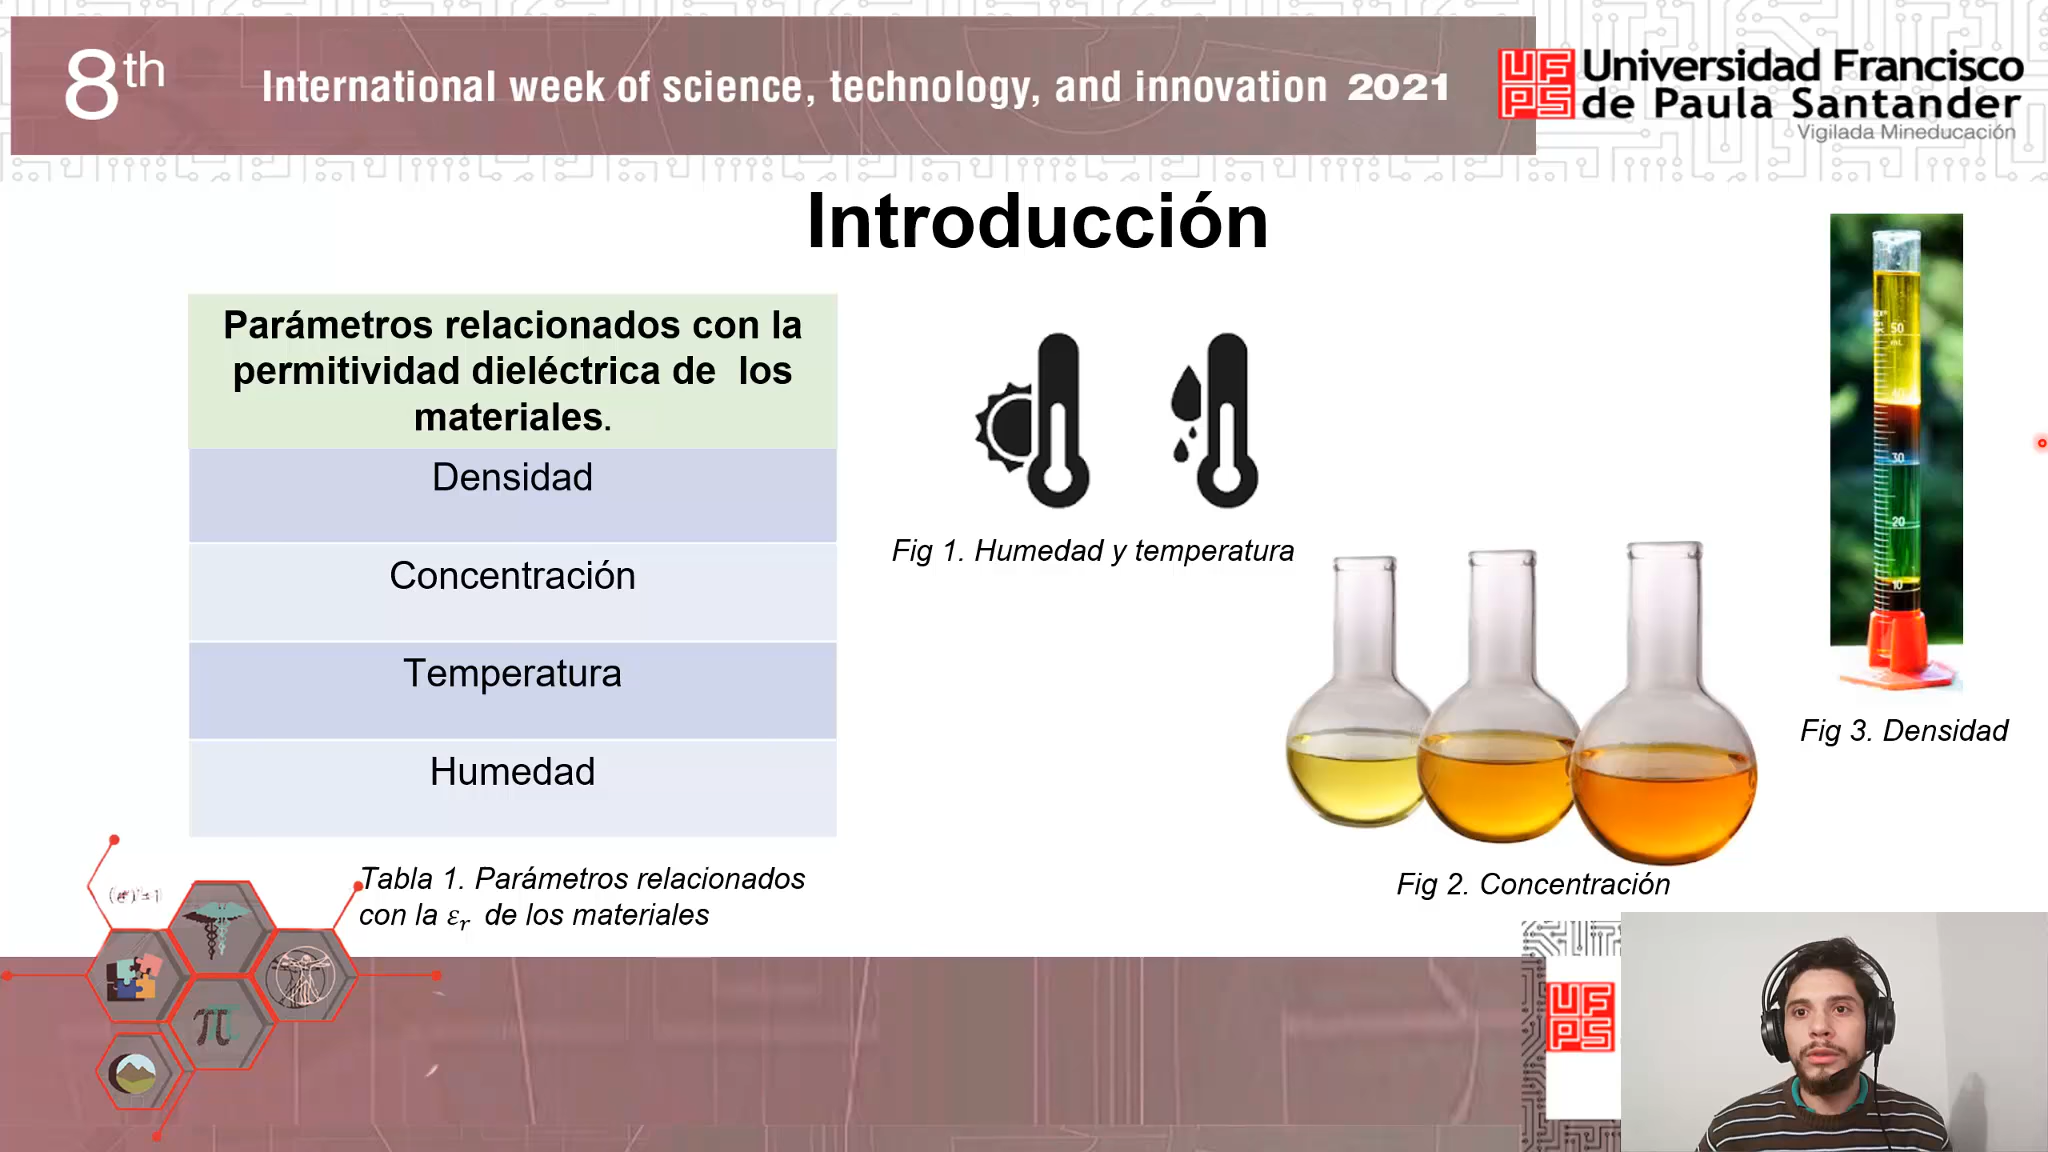 8th
International week of science, technology, and innovation 2021
UFPS
Universidad Francisco
de Paula Santander
Vigilada Mineducación
Introducción
Parámetros relacionados con la
permitividad dieléctrica de los
materiales.
Densidad
Concentración
Temperatura
Humedad
Tabla 1. Parámetros relacionados
con la εr de los materiales
Fig 1. Humedad y temperatura
Fig 2. Concentración
50
mL
40
30
20
10
Fig 3. Densidad
π
UFPS